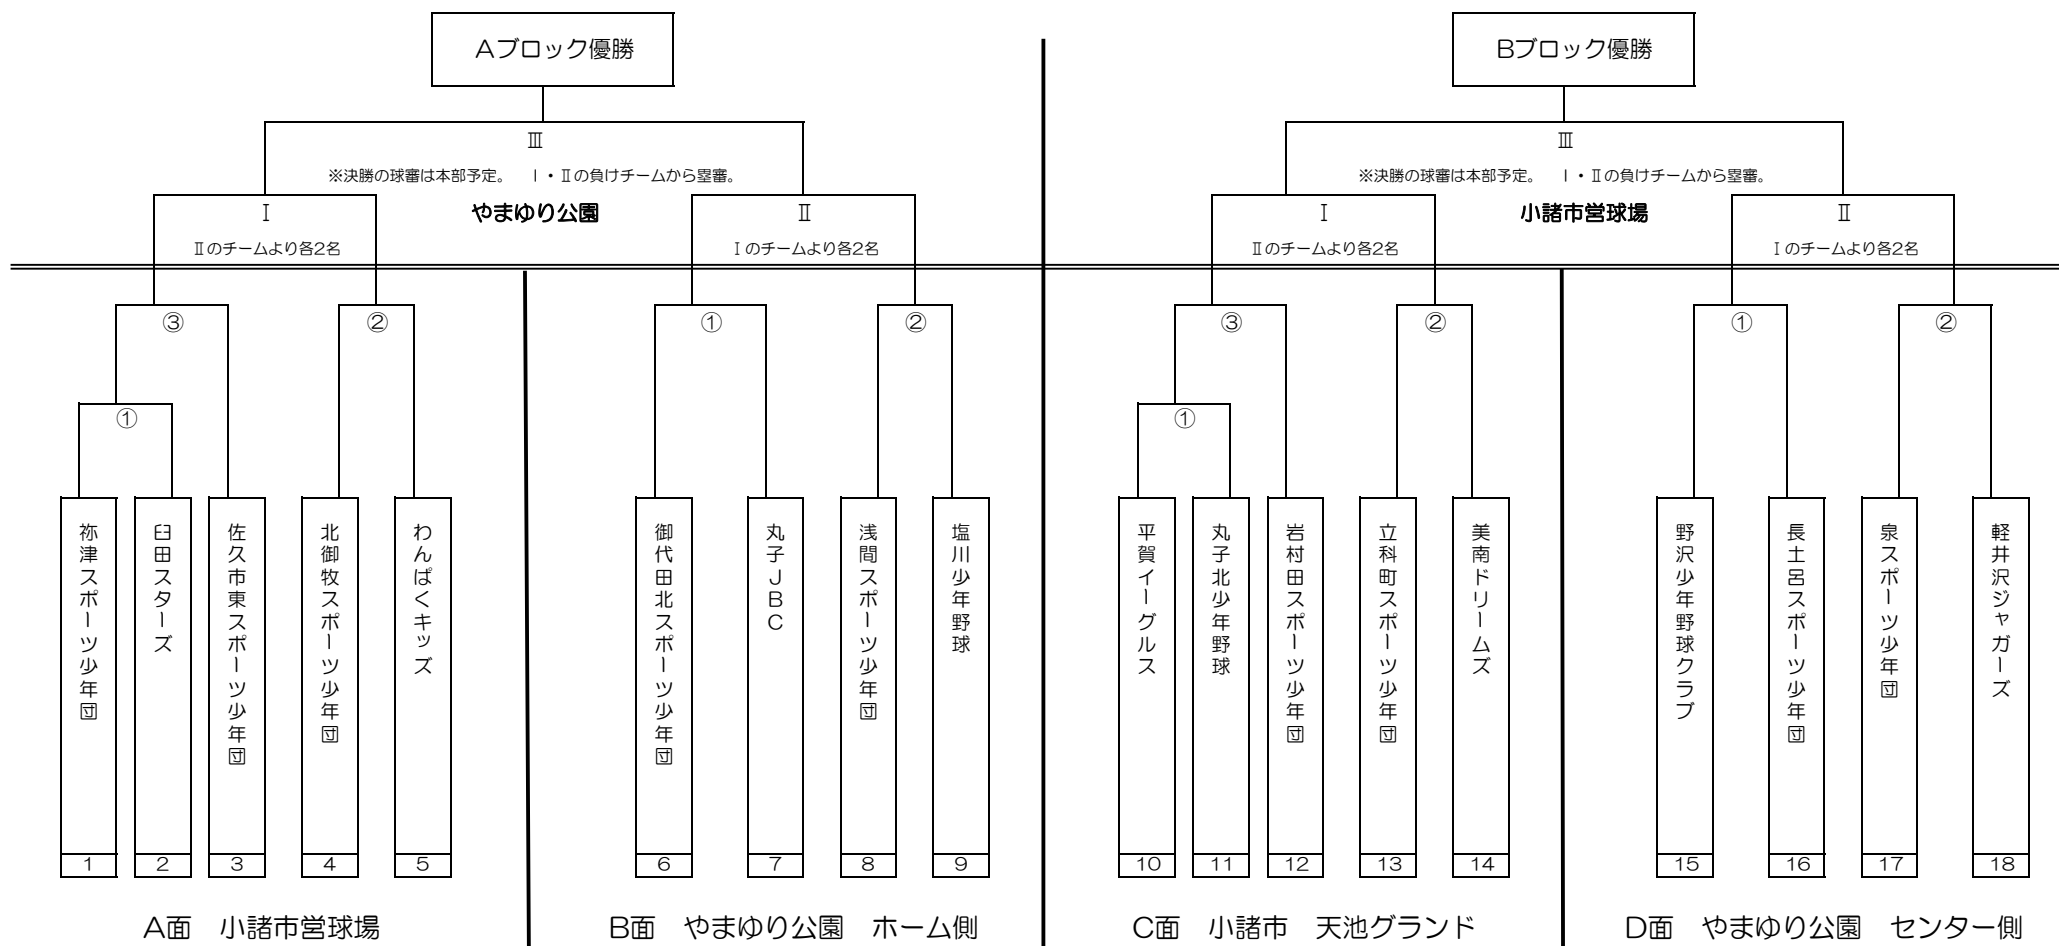 Aブロック優勝
Bブロック優勝
Ⅲ
Ⅲ
※決勝の球審は本部予定。　Ⅰ・Ⅱの負けチームから塁審。
※決勝の球審は本部予定。　Ⅰ・Ⅱの負けチームから塁審。
Ⅰ
やまゆり公園
Ⅱ
Ⅰ
小諸市営球場
Ⅱ
Ⅱのチームより各2名
Ⅰのチームより各2名
Ⅱのチームより各2名
Ⅰのチームより各2名
③
②
①
②
③
②
①
②
①
①
祢津スポーツ少年団
臼田スターズ
佐久市東スポーツ少年団
北御牧スポーツ少年団
わんぱくキッズ
御代田北スポーツ少年団
丸子JBC
浅間スポーツ少年団
塩川少年野球
平賀イーグルス
丸子北少年野球
岩村田スポーツ少年団
立科町スポーツ少年団
美南ドリームズ
野沢少年野球クラブ
長土呂スポーツ少年団
泉スポーツ少年団
軽井沢ジャガーズ
1
2
3
4
5
6
7
8
9
10
11
12
13
14
15
16
17
18
A面　小諸市営球場
B面　やまゆり公園　ホーム側
C面　小諸市　天池グランド
D面　やまゆり公園　センター側